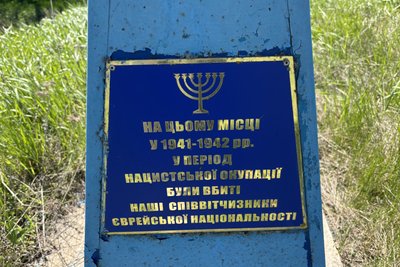 НА ЦЬОМУ МІСЦІ
У 1941-1942 рр.
У ПЕРІОД
НАЦИСТСЬКОЇ ОКУПАЦІЇ
БУЛИ ВБИТІ
НАШІ СПІВВІТЧИЗНИКИ
ЄВРЕЙСЬКОЇ НАЦІОНАЛЬНОСТІ